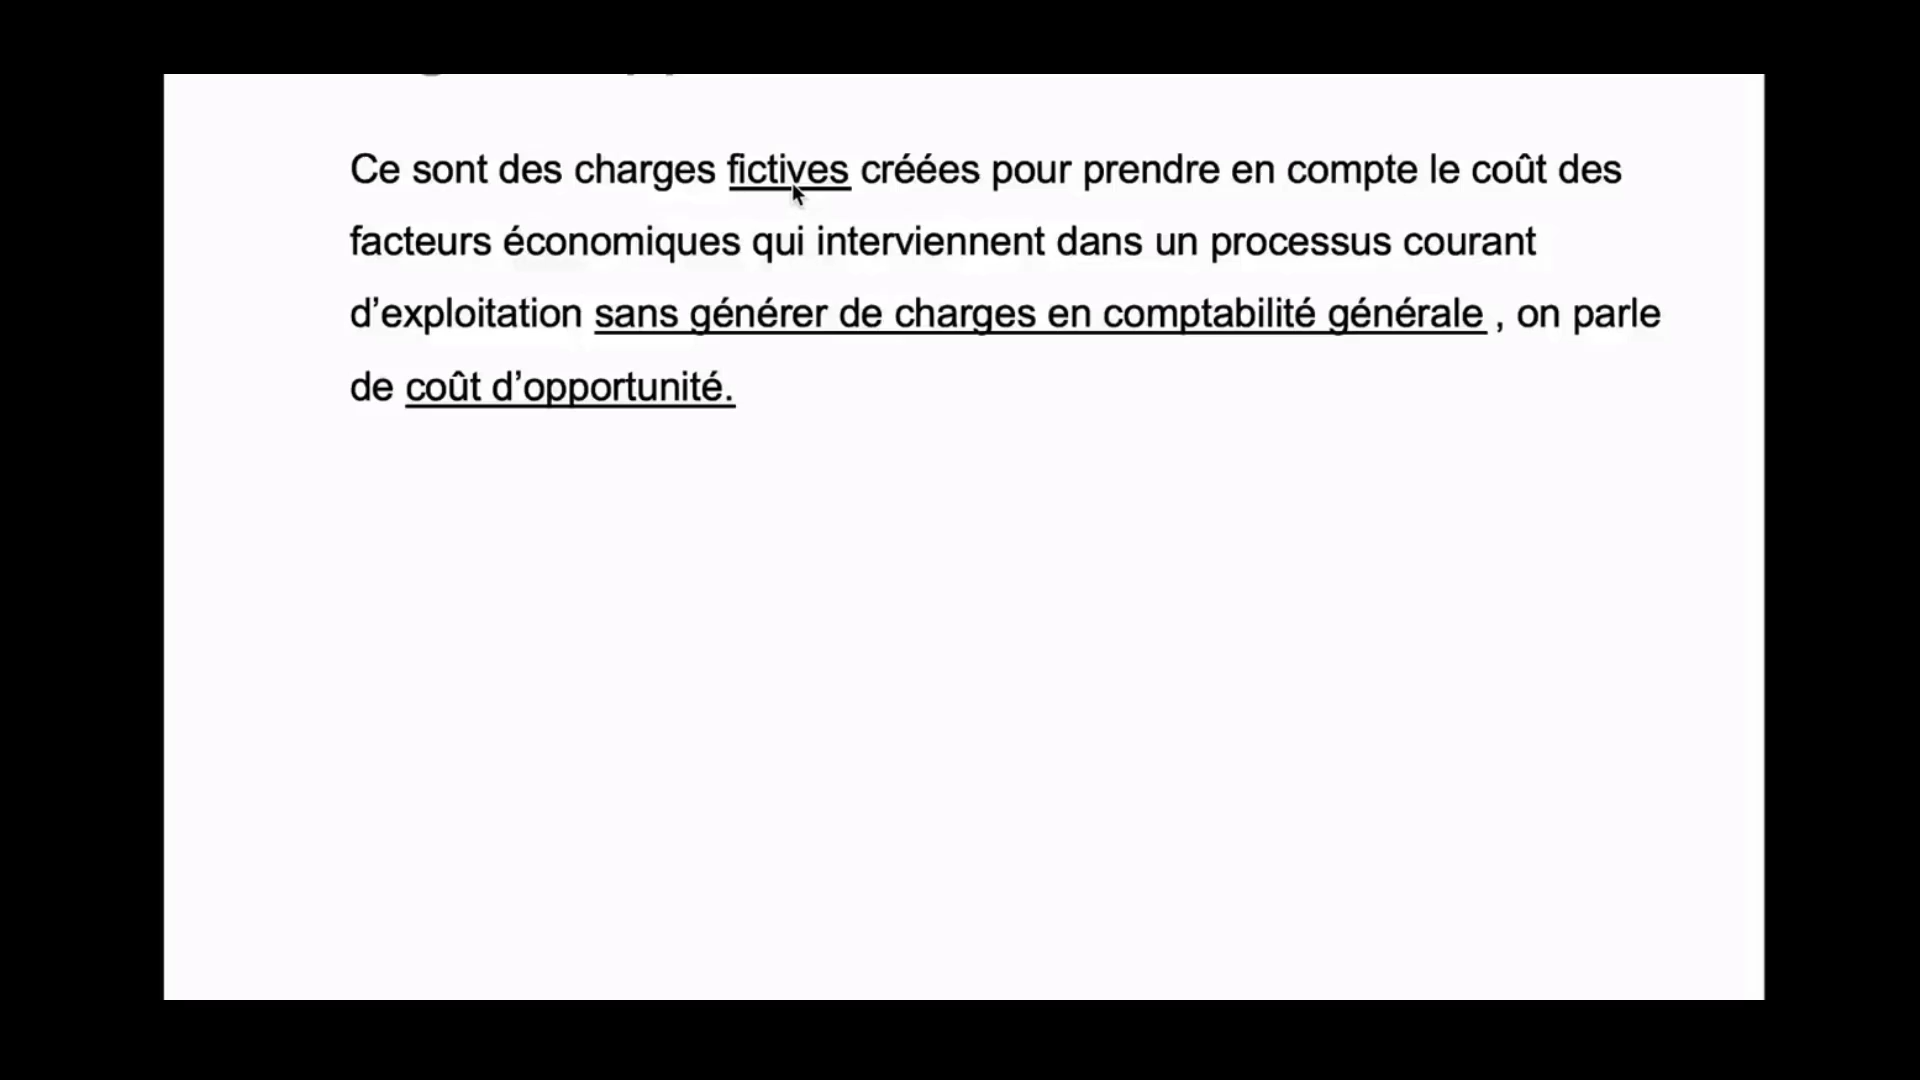 Ce sont des charges fictives créées pour prendre en compte le coût des
facteurs économiques qui interviennent dans un processus courant
d’exploitation sans générer de charges en comptabilité générale , on parle
de coût d’opportunité.